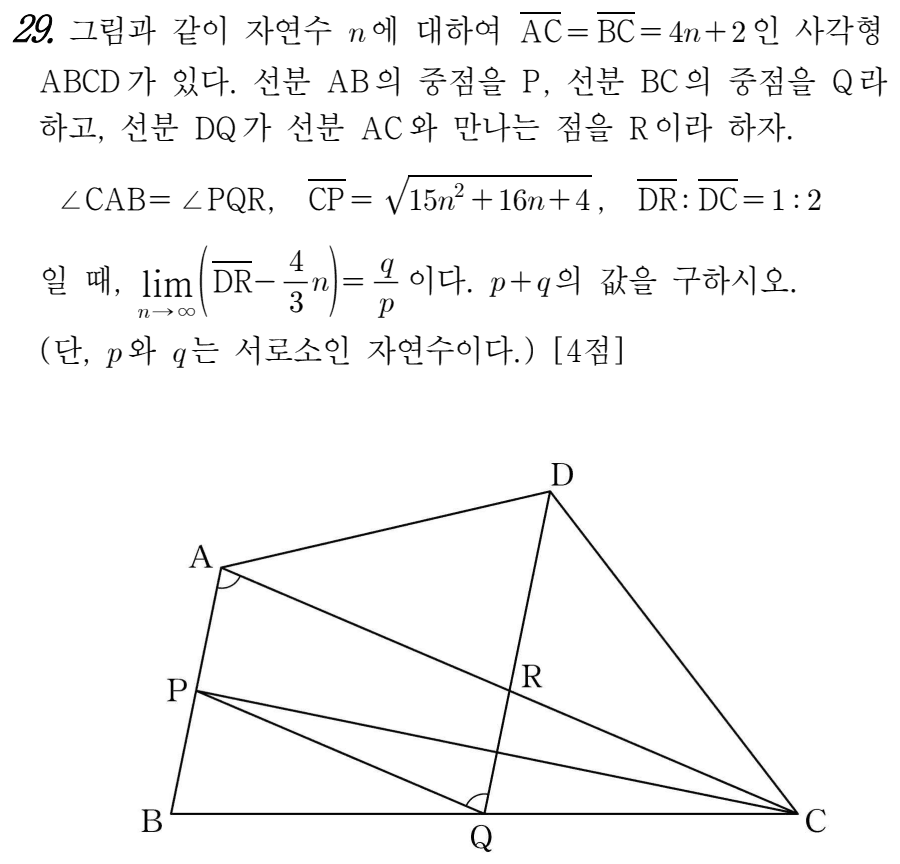 29. 그림과 같이 자연수 n에 대하여 AC=BC=4n+2인 사각형
ABCD가 있다. 선분 AB의 중점을 P, 선분 BC의 중점을 Q라
하고, 선분 DQ가 선분 AC와 만나는 점을 R이라 하자.
∠CAB=∠PQR, CP=√(15n²+16n+4), DR:DC=1:2
일 때, lim n→∞ (DR−4/3 n)=q/p 이다. p+q의 값을 구하시오.
(단, p와 q는 서로소인 자연수이다.) [4점]
D
A
R
P
B
Q
C